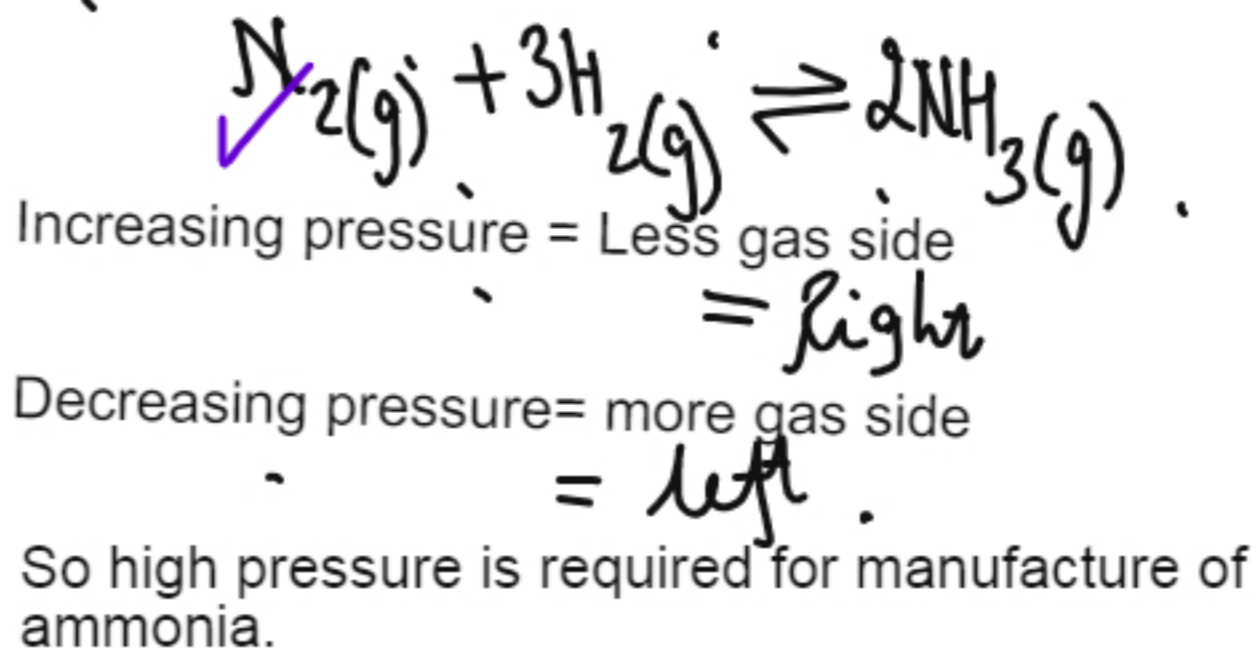 N2(g) + 3H2(g) ⇌ 2NH3(g).
Increasing pressure = Less gas side
= Right
Decreasing pressure= more gas side
= left.
So high pressure is required for manufacture of
ammonia.